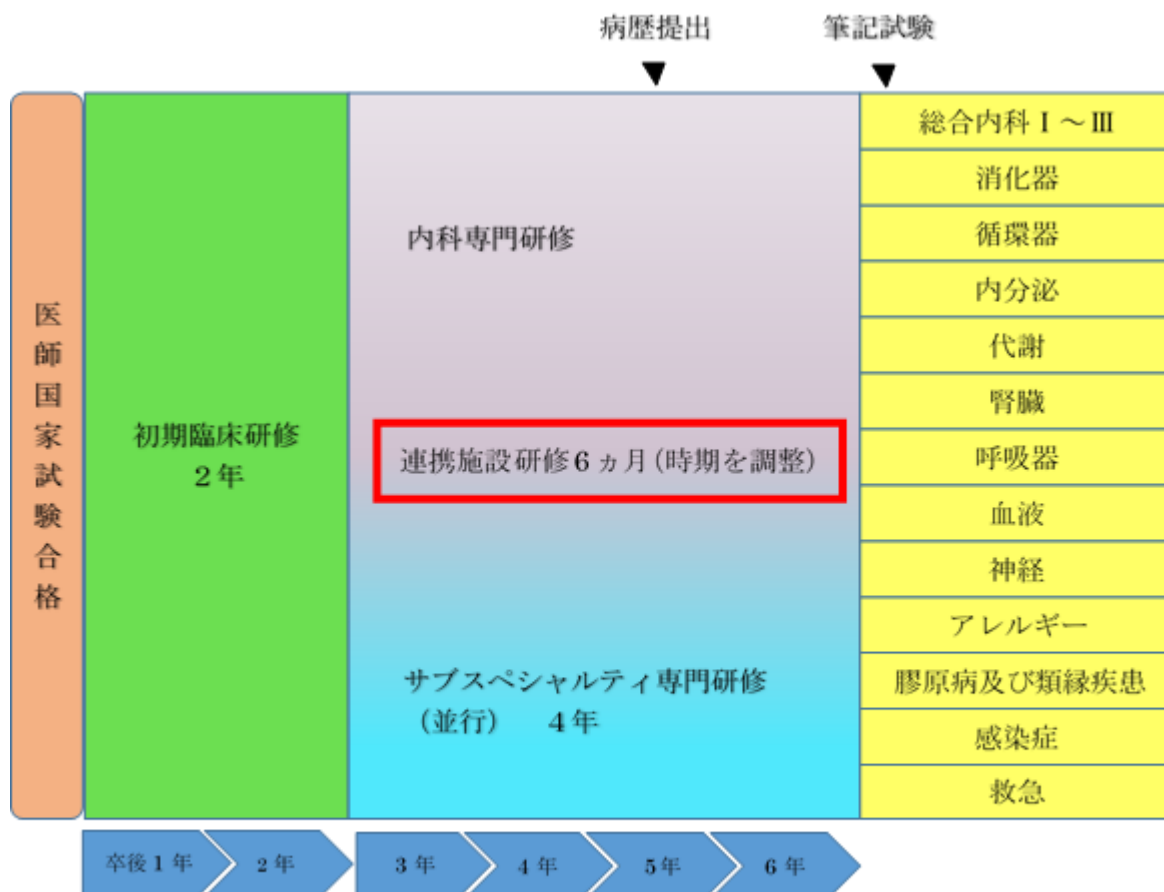 病歴提出
筆記試験
医師国家試験合格
初期臨床研修
2年
内科専門研修
連携施設研修6ヵ月(時期を調整)
サブスペシャルティ専門研修
(並行) 4年
総合内科Ⅰ～Ⅲ
消化器
循環器
内分泌
代謝
腎臓
呼吸器
血液
神経
アレルギー
膠原病及び類縁疾患
感染症
救急
卒後1年
2年
3年
4年
5年
6年